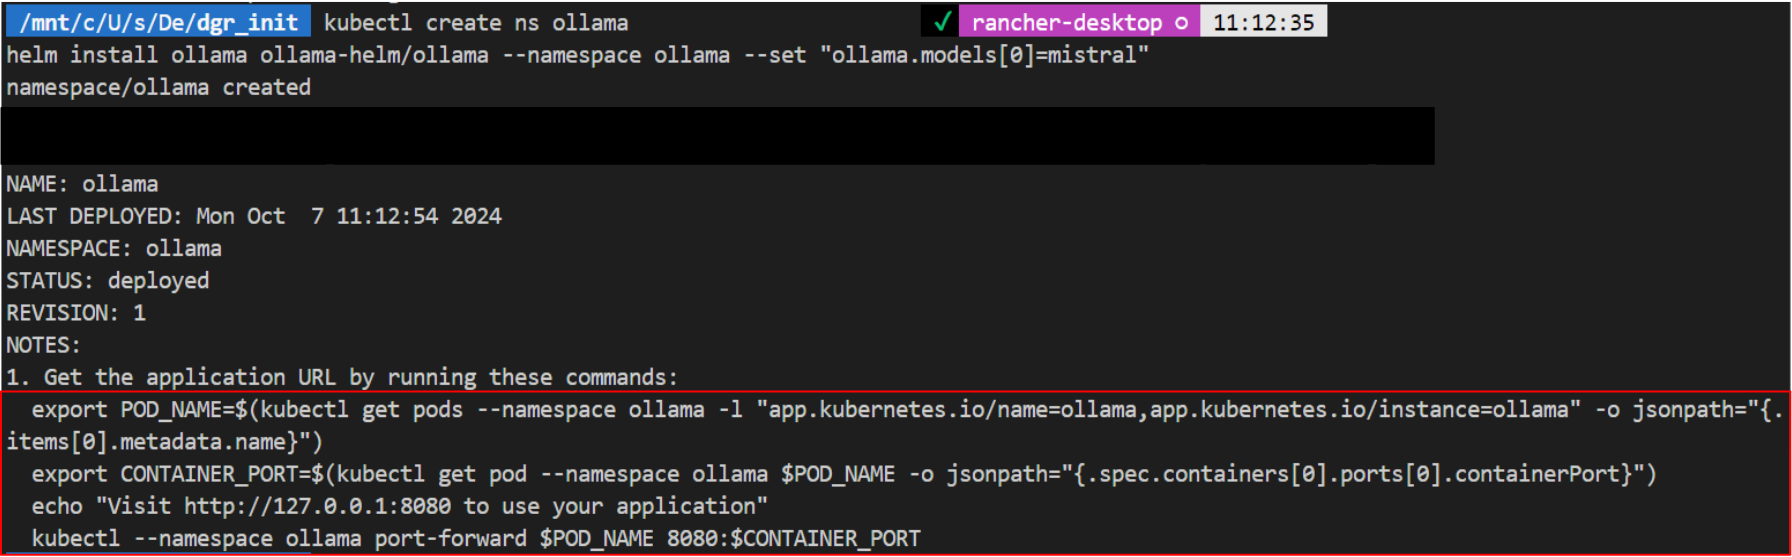 /mnt/c/U/s/De/dgr_init kubectl create ns ollama ✓ rancher-desktop ○ 11:12:35
helm install ollama ollama-helm/ollama --namespace ollama --set "ollama.models[0]=mistral"
namespace/ollama created
NAME: ollama
LAST DEPLOYED: Mon Oct  7 11:12:54 2024
NAMESPACE: ollama
STATUS: deployed
REVISION: 1
NOTES:
1. Get the application URL by running these commands:
  export POD_NAME=$(kubectl get pods --namespace ollama -l "app.kubernetes.io/name=ollama,app.kubernetes.io/instance=ollama" -o jsonpath="{.
items[0].metadata.name}")
  export CONTAINER_PORT=$(kubectl get pod --namespace ollama $POD_NAME -o jsonpath="{.spec.containers[0].ports[0].containerPort}")
  echo "Visit http://127.0.0.1:8080 to use your application"
  kubectl --namespace ollama port-forward $POD_NAME 8080:$CONTAINER_PORT